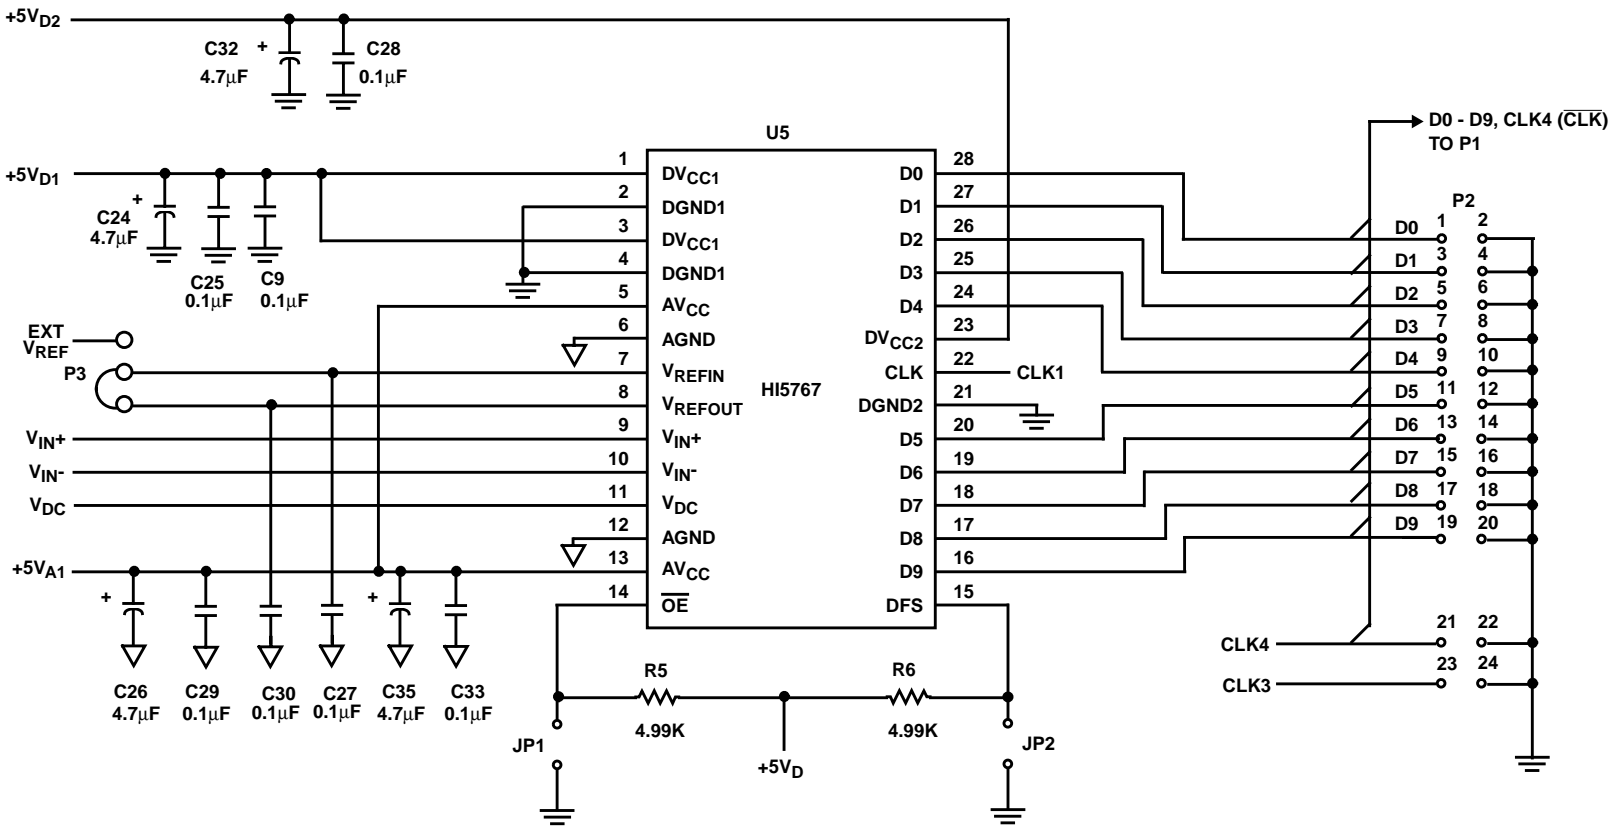 +5VD2
C32 + C28
4.7µF 0.1µF
U5
D0 - D9, CLK4 (CLK)
TO P1
+5VD1
+
C24
4.7µF
C25 C9
0.1µF 0.1µF
EXT
VREF
P3
VIN+
VIN-
VDC
+5VA1
1 DVCC1
2 DGND1
3 DVCC1
4 DGND1
5 AVCC
6 AGND
7 VREFIN
8 VREFOUT
9 VIN+
10 VIN-
11 VDC
12 AGND
13 AVCC
14 OE
HI5767
D0 28
D1 27
D2 26
D3 25
D4 24
DVCC2 23
CLK 22 CLK1
DGND2 21
D5 20
D6 19
D7 18
D8 17
D9 16
DFS 15
P2
D0 1 2
D1 3 4
D2 5 6
D3 7 8
D4 9 10
D5 11 12
D6 13 14
D7 15 16
D8 17 18
D9 19 20
CLK4 21 22
CLK3 23 24
+ +
C26 C29 C30 C27 C35 C33
4.7µF 0.1µF 0.1µF 0.1µF 4.7µF 0.1µF
R5 R6
4.99K 4.99K
JP1 JP2
+5VD